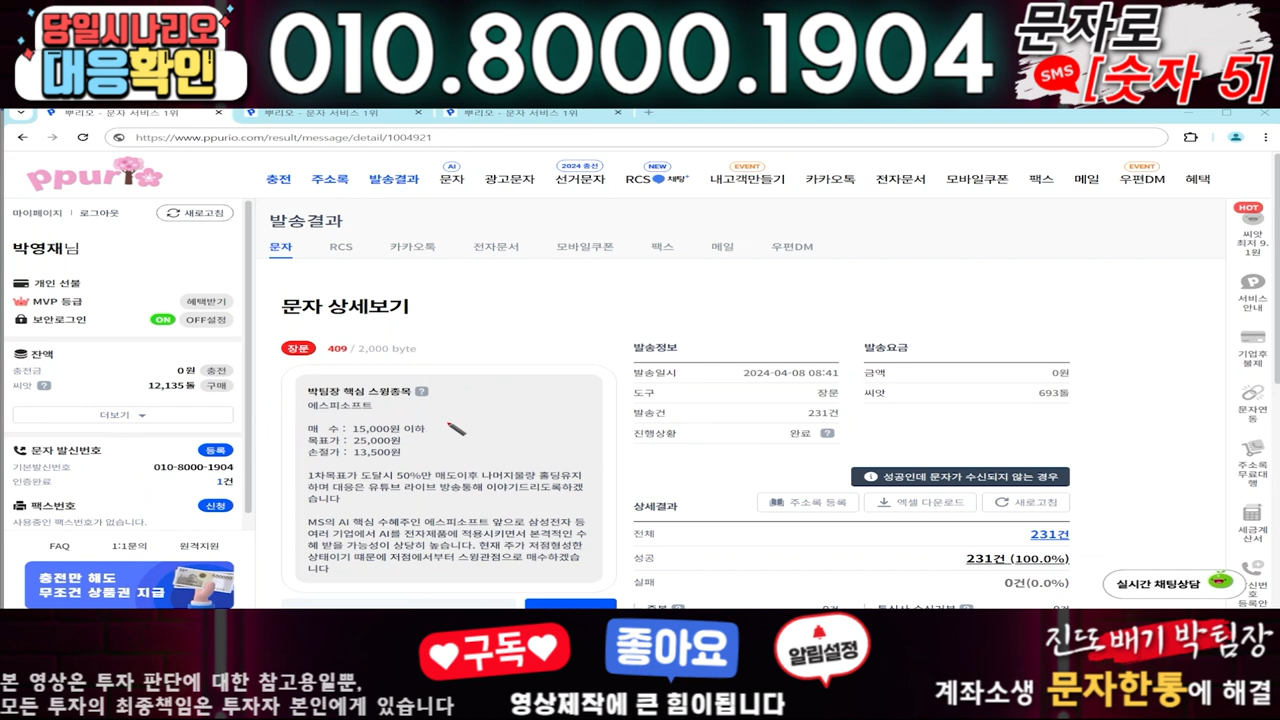 당일시나리오
대응확인
010.8000.1904
문자로
SMS
[숫자 5]
뿌리오 - 문자 서비스 1위
뿌리오 - 문자 서비스 1위
뿌리오 - 문자 서비스 1위
https://www.ppurio.com/result/message/detail/1004921
ppurio
충전
주소록
발송결과
AI
문자
광고문자
2024 총선
선거문자
NEW
RCS 채팅+
EVENT
내고객만들기
카카오톡
전자문서
모바일쿠폰
팩스
메일
EVENT
우편DM
혜택
마이페이지 | 로그아웃
새로고침
박영재님
개인 선불
MVP 등급
혜택받기
보안로그인
ON
OFF설정
잔액
충전금
0 원
충전
씨앗 ?
12,135 톨
구매
더보기
문자 발신번호
등록
기본발신번호
010-8000-1904
인증완료
1건
팩스번호
신청
사용중인 팩스번호가 없습니다.
FAQ
1:1문의
원격지원
충전만 해도
무조건 상품권 지급
발송결과
문자
RCS
카카오톡
전자문서
모바일쿠폰
팩스
메일
우편DM
문자 상세보기
장문
409 / 2,000 byte
박팀장 핵심 스윙종목 ?
에스피소프트
매 수 : 15,000원 이하
목표가 : 25,000원
손절가 : 13,500원
1차목표가 도달시 50%만 매도이후 나머지물량 홀딩유지
하며 대응은 유튜브 라이브 방송통해 이야기드리도록하겠
습니다
MS의 AI 핵심 수혜주인 에스피소프트 앞으로 삼성전자 등
여러 기업에서 AI를 전자제품에 적용시키면서 본격적인 수
혜 받을 가능성이 상당히 높습니다. 현재 주가 저점형성한
상태이기 때문에 저점에서부터 스윙관점으로 매수하겠습
니다
발송정보
발송일시
2024-04-08 08:41
도구
장문
발송건
231건
진행상황
완료 ?
발송요금
금액
0원
씨앗
693톨
성공인데 문자가 수신되지 않는 경우
상세결과
주소록 등록
엑셀 다운로드
새로고침
전체
231건
성공
231건 (100.0%)
실패
0건(0.0%)
HOT
씨앗
최저 9.
1원
서비스
안내
기업후
불제
문자연
동
주소록
무료대
행
세금계
산서
등록안
실시간 채팅상담
본 영상은 투자 판단에 대한 참고용일뿐,
모든 투자의 최종책임은 투자자 본인에게 있습니다
구독
좋아요
알림설정
영상제작에 큰 힘이됩니다
진또배기 박팀장
계좌소생 문자한통에 해결